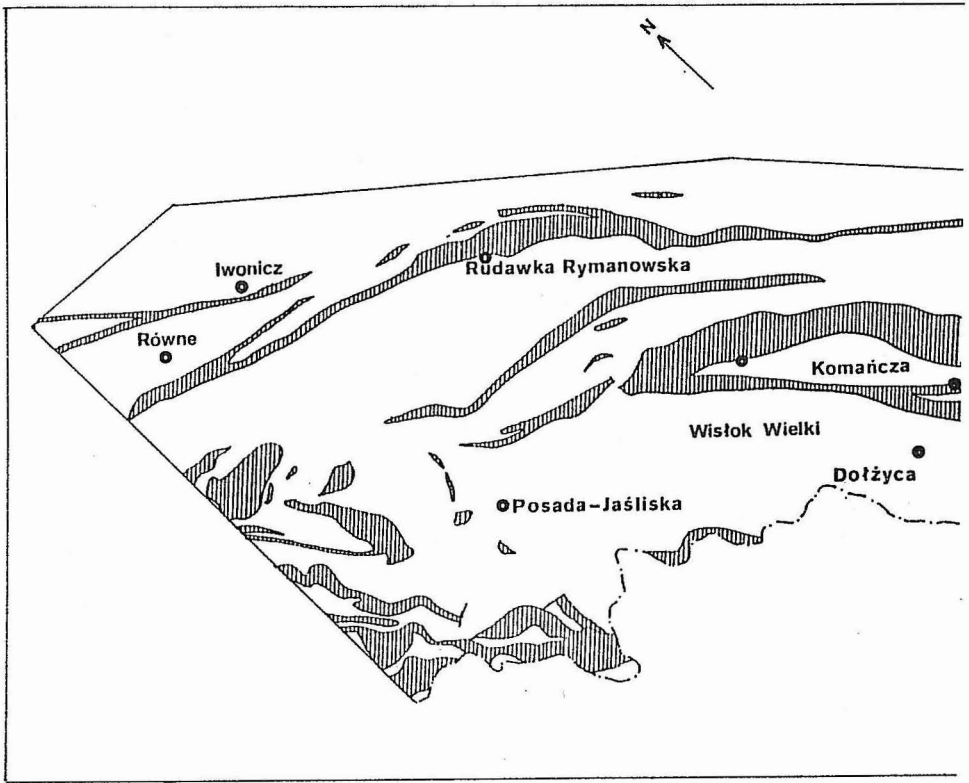 N
Iwonicz
Rudawka Rymanowska
Równe
Komańcza
Wisłok Wielki
Dołżyca
Posada-Jaśliska